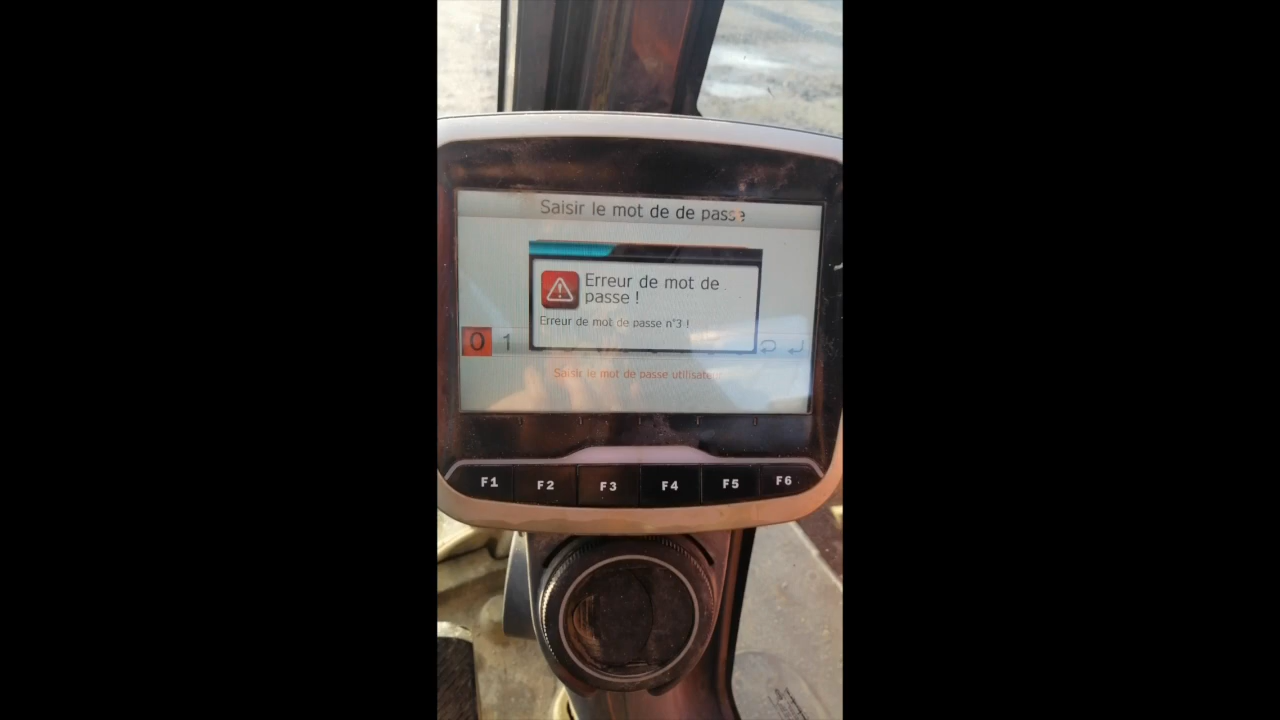 Saisir le mot de de passe
Erreur de mot de
passe !
Erreur de mot de passe n°3 !
0 1
Saisir le mot de passe
F1 F2 F3 F4 F5 F6